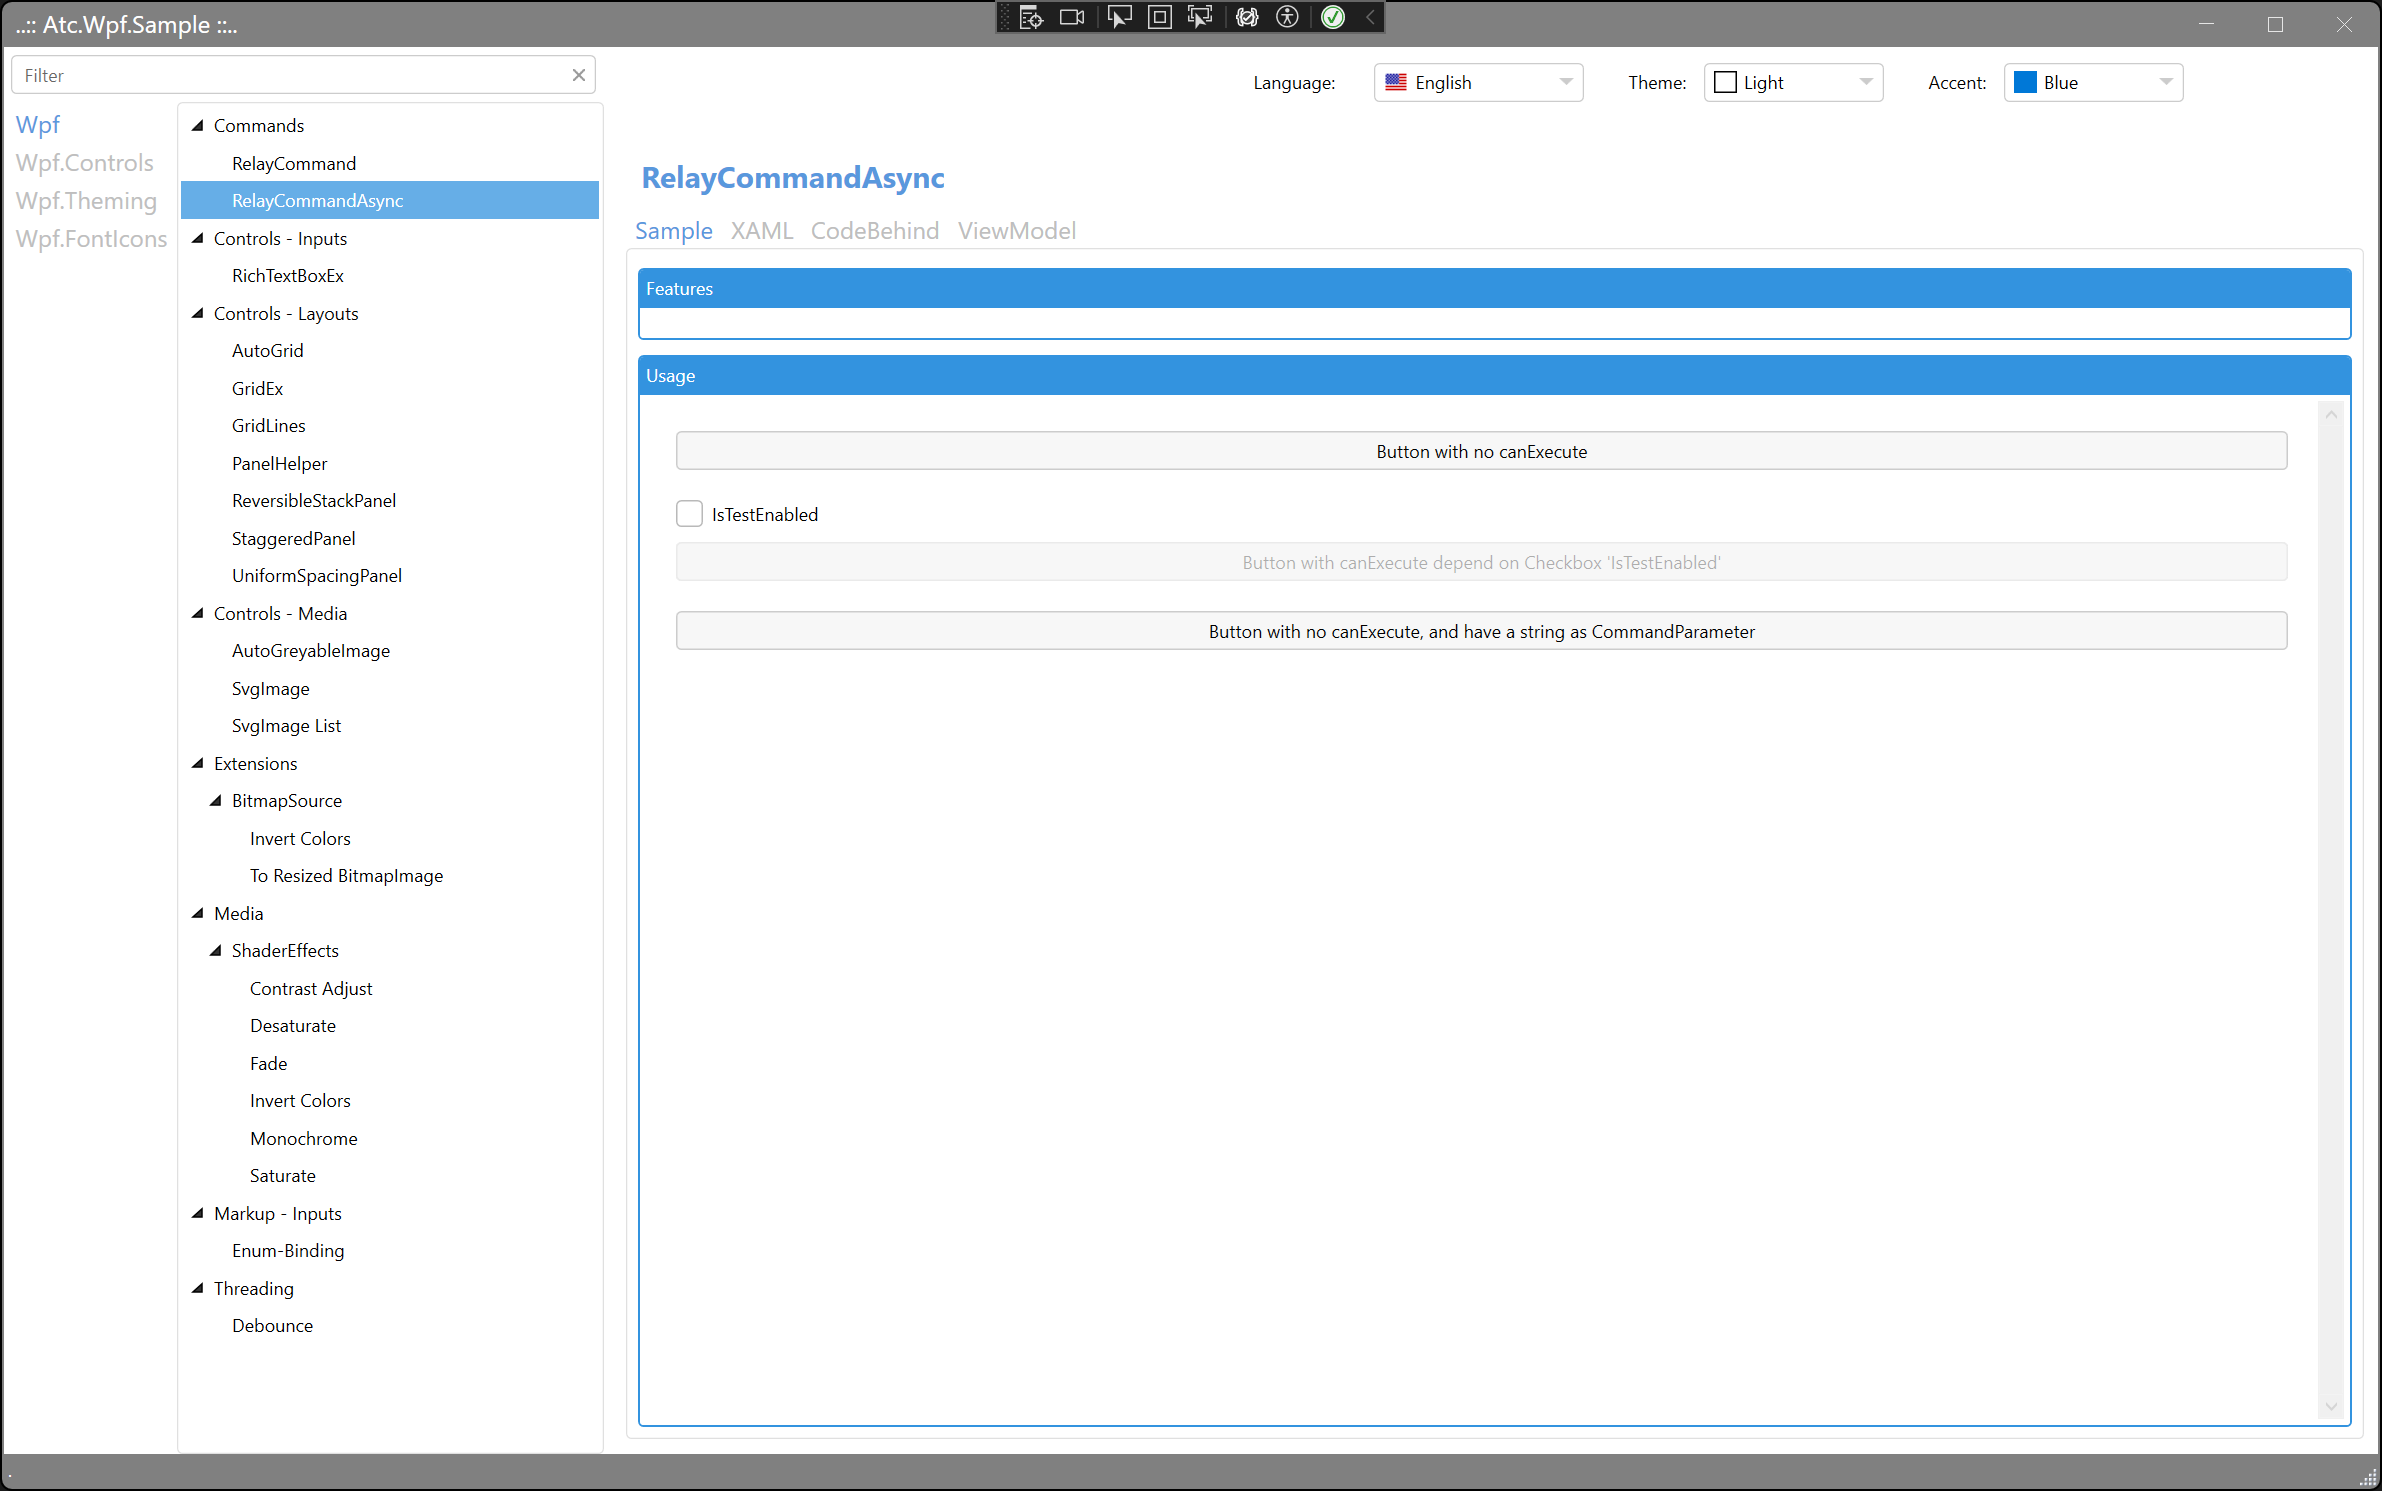 ..:: Atc.Wpf.Sample ::..
Filter
Language: English Theme: Light Accent: Blue
Wpf
Wpf.Controls
Wpf.Theming
Wpf.FontIcons
Commands
RelayCommand
RelayCommandAsync
Controls - Inputs
RichTextBoxEx
Controls - Layouts
AutoGrid
GridEx
GridLines
PanelHelper
ReversibleStackPanel
StaggeredPanel
UniformSpacingPanel
Controls - Media
AutoGreyableImage
SvgImage
SvgImage List
Extensions
BitmapSource
Invert Colors
To Resized BitmapImage
Media
ShaderEffects
Contrast Adjust
Desaturate
Fade
Invert Colors
Monochrome
Saturate
Markup - Inputs
Enum-Binding
Threading
Debounce
RelayCommandAsync
Sample XAML CodeBehind ViewModel
Features
Usage
Button with no canExecute
IsTestEnabled
Button with canExecute depend on Checkbox 'IsTestEnabled'
Button with no canExecute, and have a string as CommandParameter
.